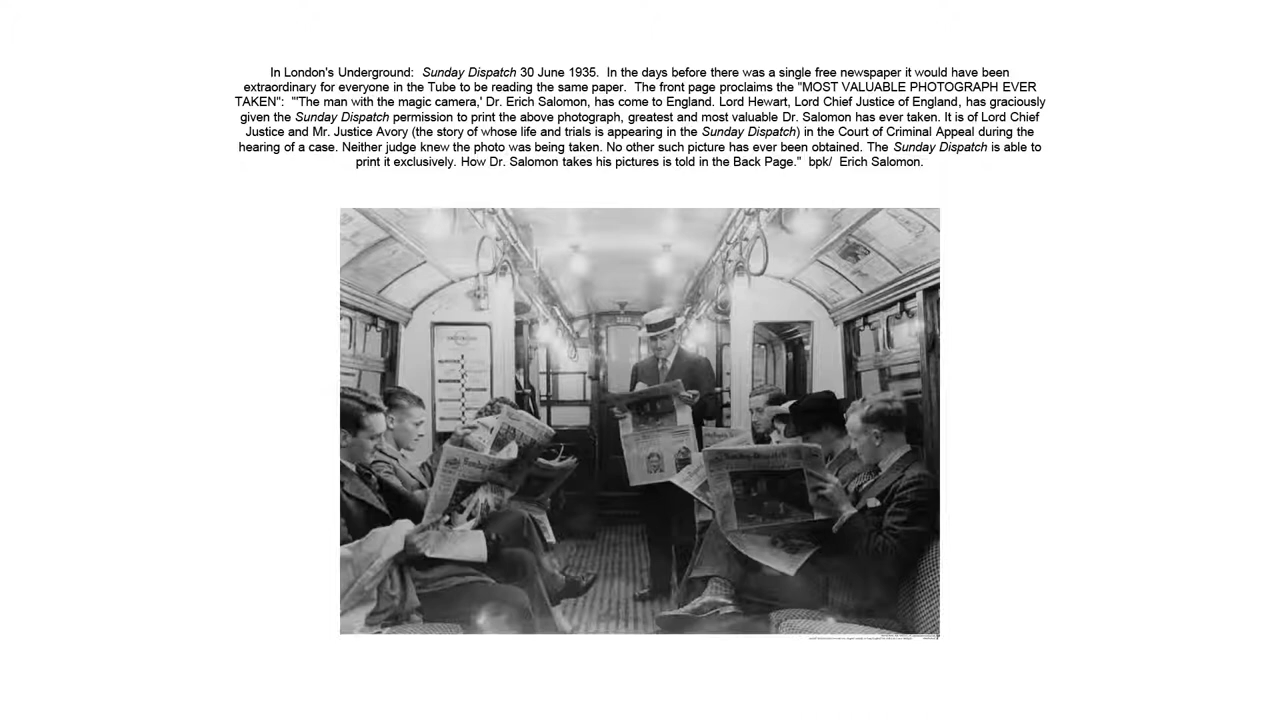 In London's Underground: Sunday Dispatch 30 June 1935. In the days before there was a single free newspaper it would have been
extraordinary for everyone in the Tube to be reading the same paper. The front page proclaims the "MOST VALUABLE PHOTOGRAPH EVER
TAKEN": "'The man with the magic camera,' Dr. Erich Salomon, has come to England. Lord Hewart, Lord Chief Justice of England, has graciously
given the Sunday Dispatch permission to print the above photograph, greatest and most valuable Dr. Salomon has ever taken. It is of Lord Chief
Justice and Mr. Justice Avory (the story of whose life and trials is appearing in the Sunday Dispatch) in the Court of Criminal Appeal during the
hearing of a case. Neither judge knew the photo was being taken. No other such picture has ever been obtained. The Sunday Dispatch is able to
print it exclusively. How Dr. Salomon takes his pictures is told in the Back Page." bpk/ Erich Salomon.
Sunday Dispatch